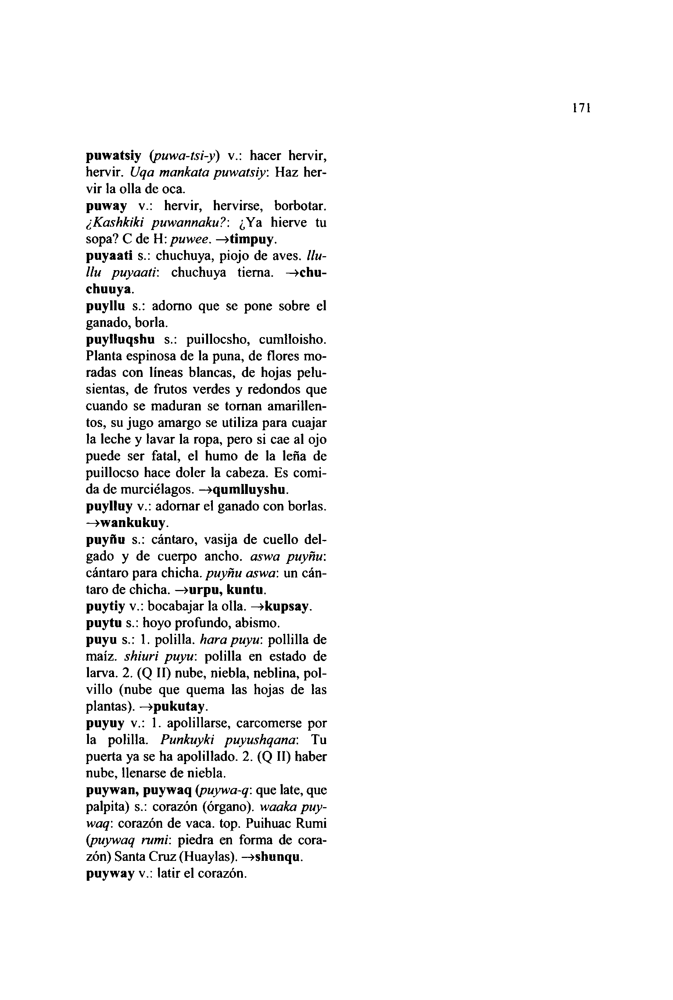 171
puwatsiy (puwa-tsi-y) v.: hacer hervir,
hervir. Uqa mankata puwatsiy: Haz her-
vir la olla de oca.
puway v.: hervir, hervirse, borbotar.
¿Kashkiki puwannaku?: ¿Ya hierve tu
sopa? C de H: puwee. →timpuy.
puyaati s.: chuchuya, piojo de aves. llu-
llu puyaati: chuchuya tierna. →chu-
chuuya.
puyllu s.: adorno que se pone sobre el
ganado, borla.
puylluqshu s.: puillocsho, cumlloisho.
Planta espinosa de la puna, de flores mo-
radas con líneas blancas, de hojas pelu-
sientas, de frutos verdes y redondos que
cuando se maduran se tornan amarillen-
tos, su jugo amargo se utiliza para cuajar
la leche y lavar la ropa, pero si cae al ojo
puede ser fatal, el humo de la leña de
puillocso hace doler la cabeza. Es comi-
da de murciélagos. →qumlluyshu.
puylluy v.: adornar el ganado con borlas.
→wankukuy.
puyñu s.: cántaro, vasija de cuello del-
gado y de cuerpo ancho. aswa puyñu:
cántaro para chicha. puyñu aswa: un cán-
taro de chicha. →urpu, kuntu.
puytiy v.: bocabajar la olla. →kupsay.
puytu s.: hoyo profundo, abismo.
puyu s.: 1. polilla. hara puyu: pollilla de
maíz. shiuri puyu: polilla en estado de
larva. 2. (Q II) nube, niebla, neblina, pol-
villo (nube que quema las hojas de las
plantas). →pukutay.
puyuy v.: 1. apolillarse, carcomerse por
la polilla. Punkuyki puyushqana: Tu
puerta ya se ha apolillado. 2. (Q II) haber
nube, llenarse de niebla.
puywan, puywaq (puywa-q: que late, que
palpita) s.: corazón (órgano). waaka puy-
waq: corazón de vaca. top. Puihuac Rumi
(puywaq rumi: piedra en forma de cora-
zón) Santa Cruz (Huaylas). →shunqu.
puyway v.: latir el corazón.